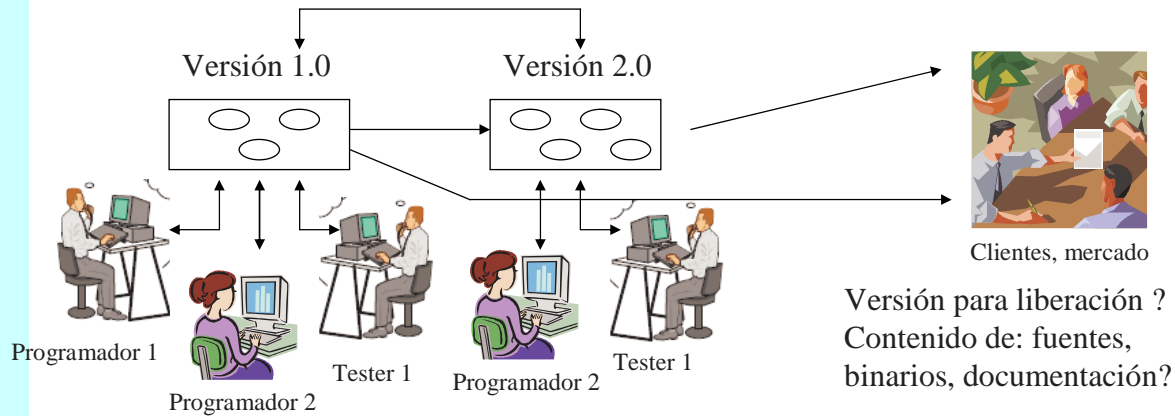 Versión 1.0
Versión 2.0
Clientes, mercado
Programador 1
Programador 2
Tester 1
Programador 2
Tester 1
Versión para liberación ?
Contenido de: fuentes,
binarios, documentación?